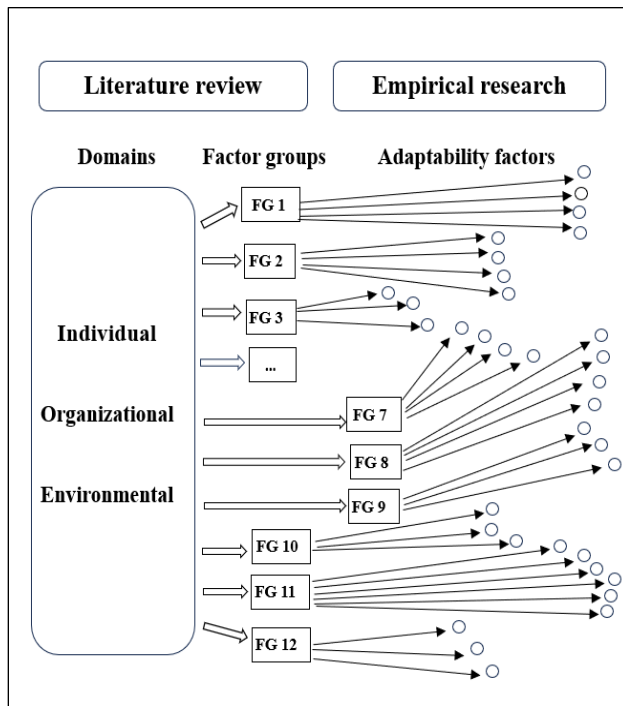 Literature review
Empirical research
Domains
Factor groups
Adaptability factors
FG 1
FG 2
FG 3
Individual
...
Organizational
FG 7
FG 8
Environmental
FG 9
FG 10
FG 11
FG 12